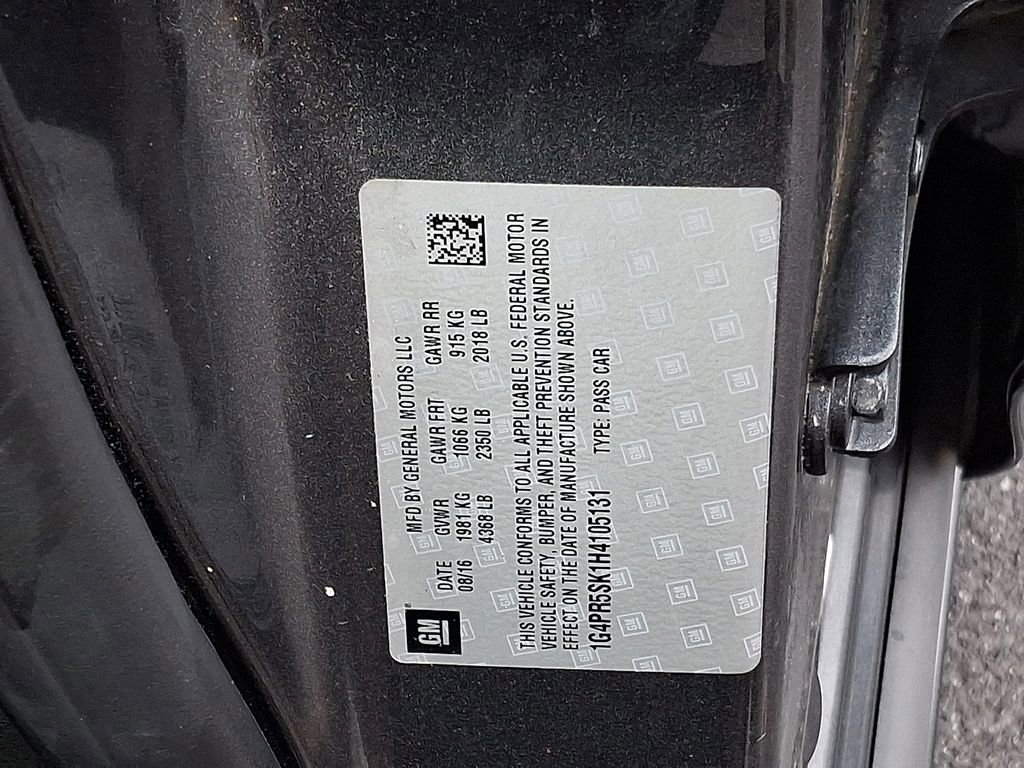 GM®
MFD BY GENERAL MOTORS LLC
DATE GVWR GAWR FRT GAWR RR
08/16 1981 KG 1066 KG 915 KG
4368 LB 2350 LB 2018 LB
THIS VEHICLE CONFORMS TO ALL APPLICABLE U.S. FEDERAL MOTOR
VEHICLE SAFETY, BUMPER, AND THEFT PREVENTION STANDARDS IN
EFFECT ON THE DATE OF MANUFACTURE SHOWN ABOVE.
1G4PR5SK1H4105131 TYPE: PASS CAR